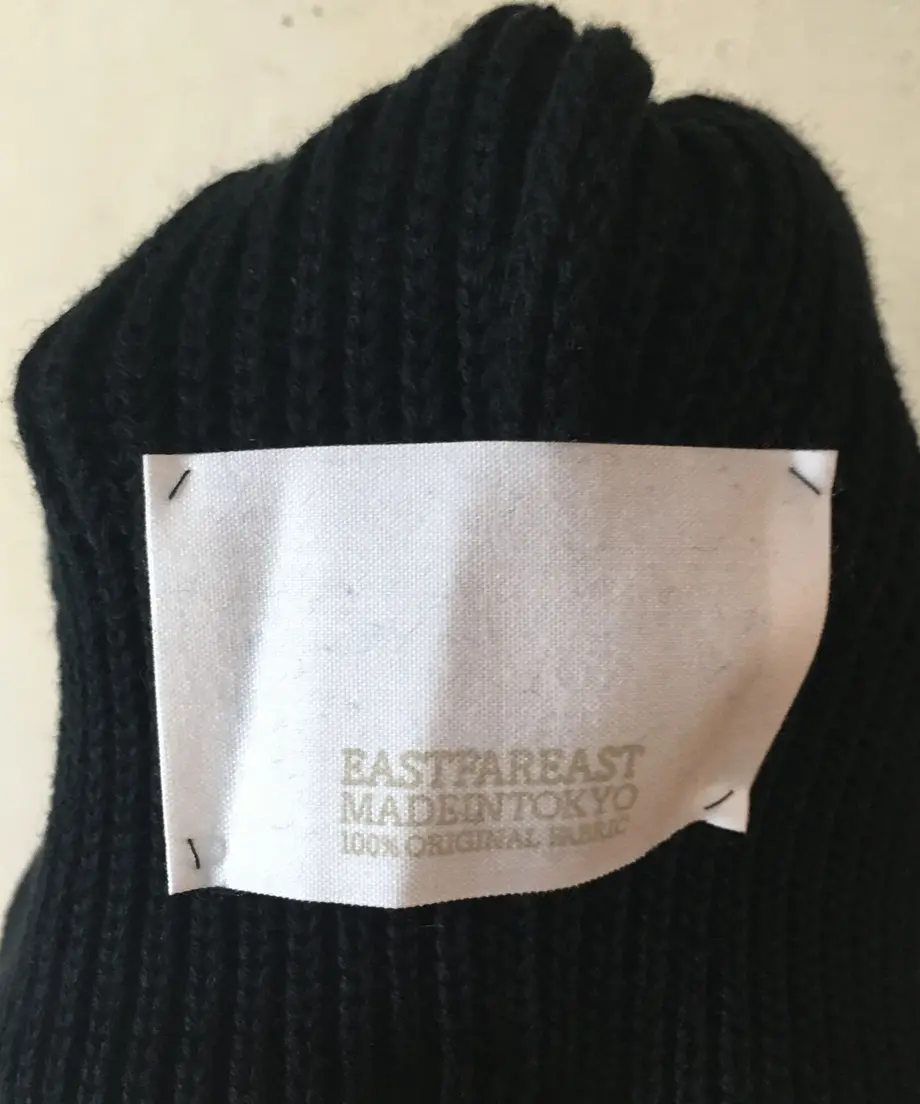 EASTFAREAST
MADEINTOKYO
100% ORIGINAL FABRIC